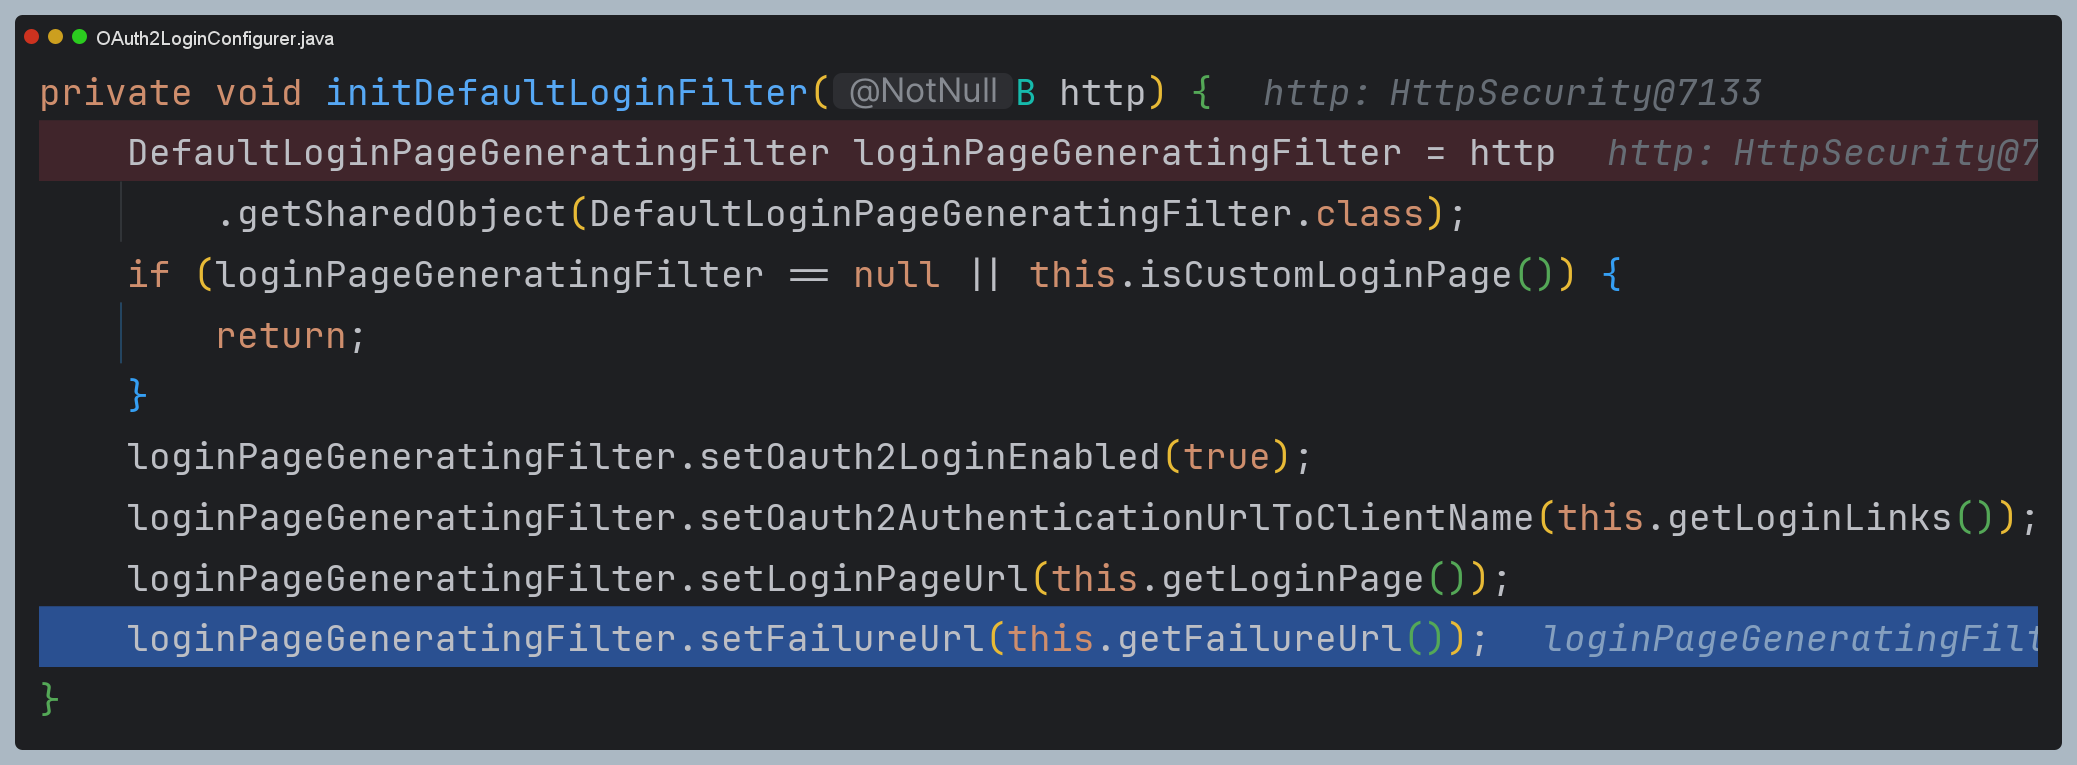 OAuth2LoginConfigurer.java
private void initDefaultLoginFilter( @NotNull B http) { http: HttpSecurity@7133
DefaultLoginPageGeneratingFilter loginPageGeneratingFilter = http http: HttpSecurity@7
.getSharedObject(DefaultLoginPageGeneratingFilter.class);
if (loginPageGeneratingFilter == null || this.isCustomLoginPage()) {
return;
}
loginPageGeneratingFilter.setOauth2LoginEnabled(true);
loginPageGeneratingFilter.setOauth2AuthenticationUrlToClientName(this.getLoginLinks());
loginPageGeneratingFilter.setLoginPageUrl(this.getLoginPage());
loginPageGeneratingFilter.setFailureUrl(this.getFailureUrl()); loginPageGeneratingFilt
}